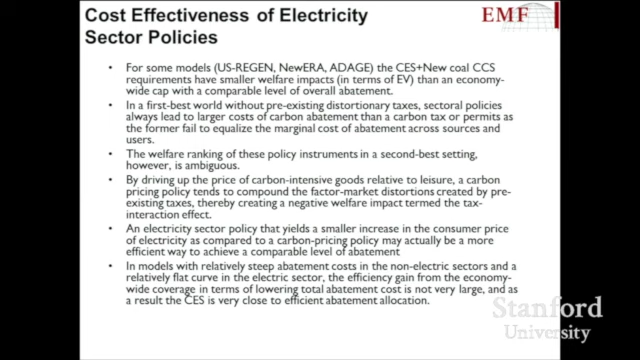 Cost Effectiveness of Electricity
Sector Policies
EMF
• For some models (US-REGEN, NewERA, ADAGE) the CES+New coal CCS
requirements have smaller welfare impacts (in terms of EV) than an economy-
wide cap with a comparable level of overall abatement.
• In a first-best world without pre-existing distortionary taxes, sectoral policies
always lead to larger costs of carbon abatement than a carbon tax or permits as
the former fail to equalize the marginal cost of abatement across sources and
users.
• The welfare ranking of these policy instruments in a second-best setting,
however, is ambiguous.
• By driving up the price of carbon-intensive goods relative to leisure, a carbon
pricing policy tends to compound the factor-market distortions created by pre-
existing taxes, thereby creating a negative welfare impact termed the tax-
interaction effect.
• An electricity sector policy that yields a smaller increase in the consumer price
of electricity as compared to a carbon-pricing policy may actually be a more
efficient way to achieve a comparable level of abatement
• In models with relatively steep abatement costs in the non-electric sectors and a
relatively flat curve in the electric sector, the efficiency gain from the economy-
wide coverage in terms of lowering total abatement cost is not very large, and as
a result the CES is very close to efficient abatement allocation.
Stanford
University